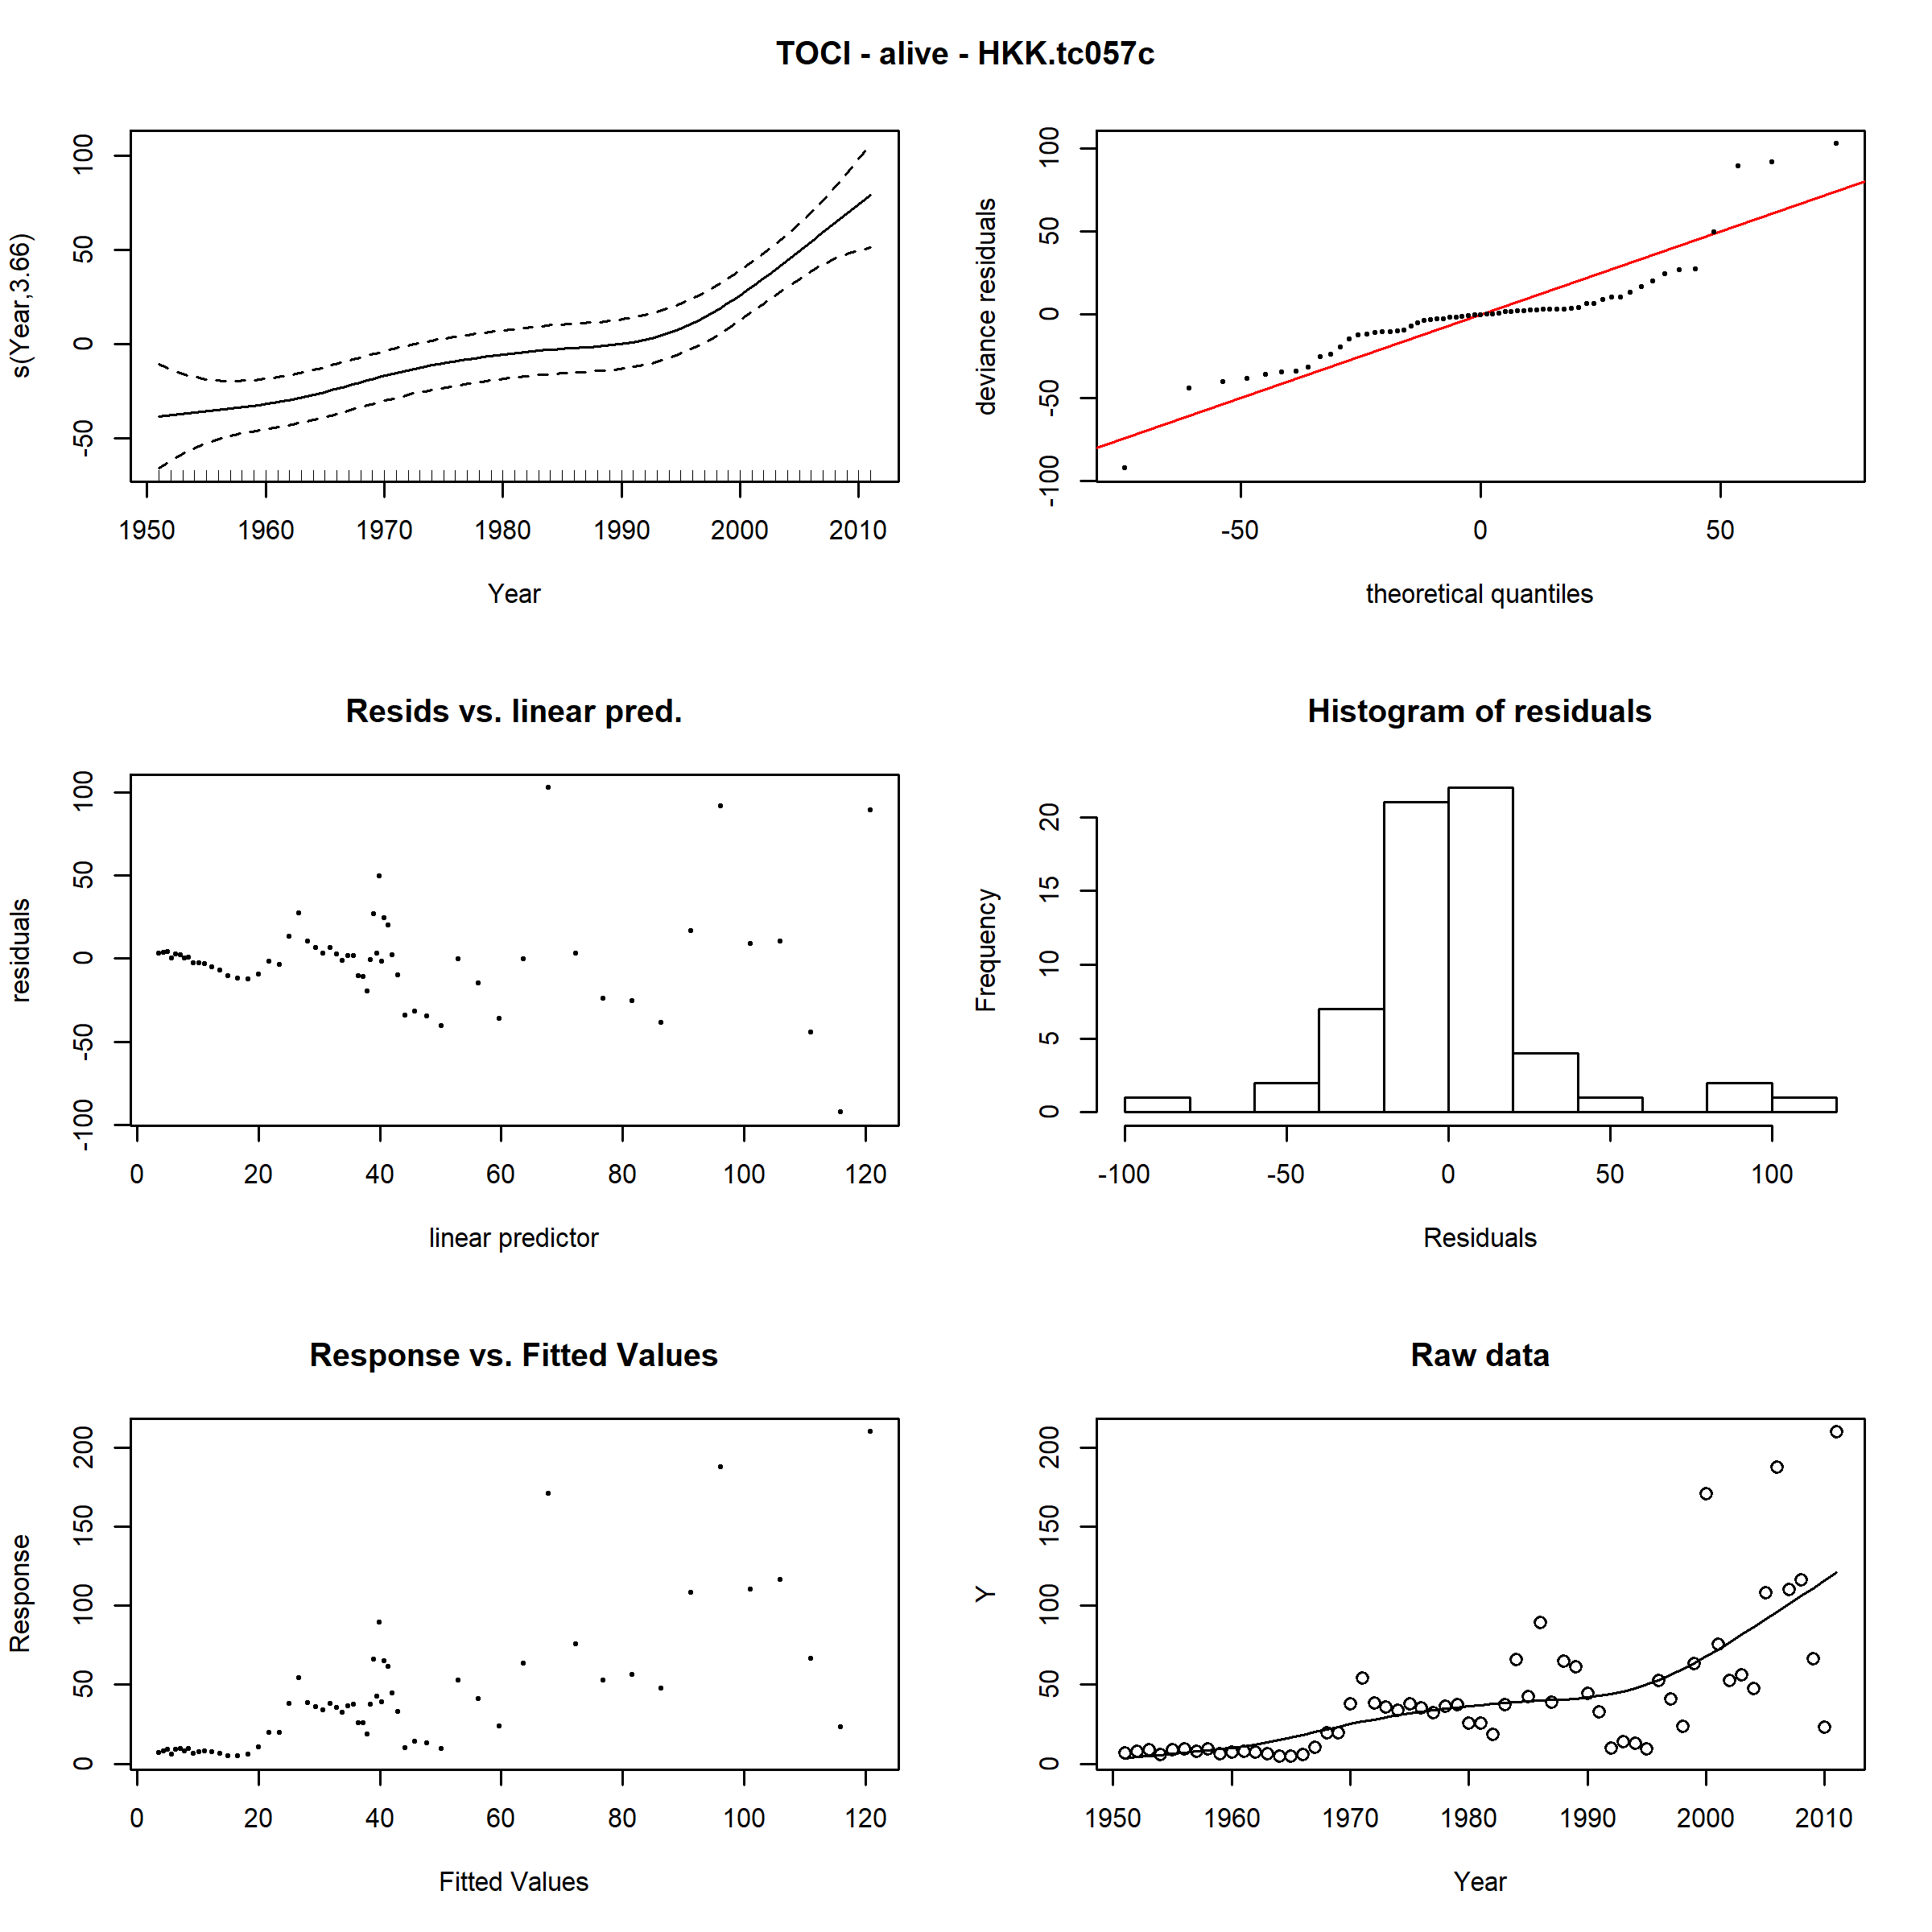 TOCI - alive - HKK.tc057c
s(Year,3.66)
100
50
0
-50
1950 1960 1970 1980 1990 2000 2010
Year
deviance residuals
100
50
0
-50
-100
-50 0 50
theoretical quantiles
Resids vs. linear pred.
residuals
100
50
0
-50
-100
0 20 40 60 80 100 120
linear predictor
Histogram of residuals
Frequency
20
15
10
5
0
-100 -50 0 50 100
Residuals
Response vs. Fitted Values
Response
200
150
100
50
0
0 20 40 60 80 100 120
Fitted Values
Raw data
Y
200
150
100
50
0
1950 1960 1970 1980 1990 2000 2010
Year